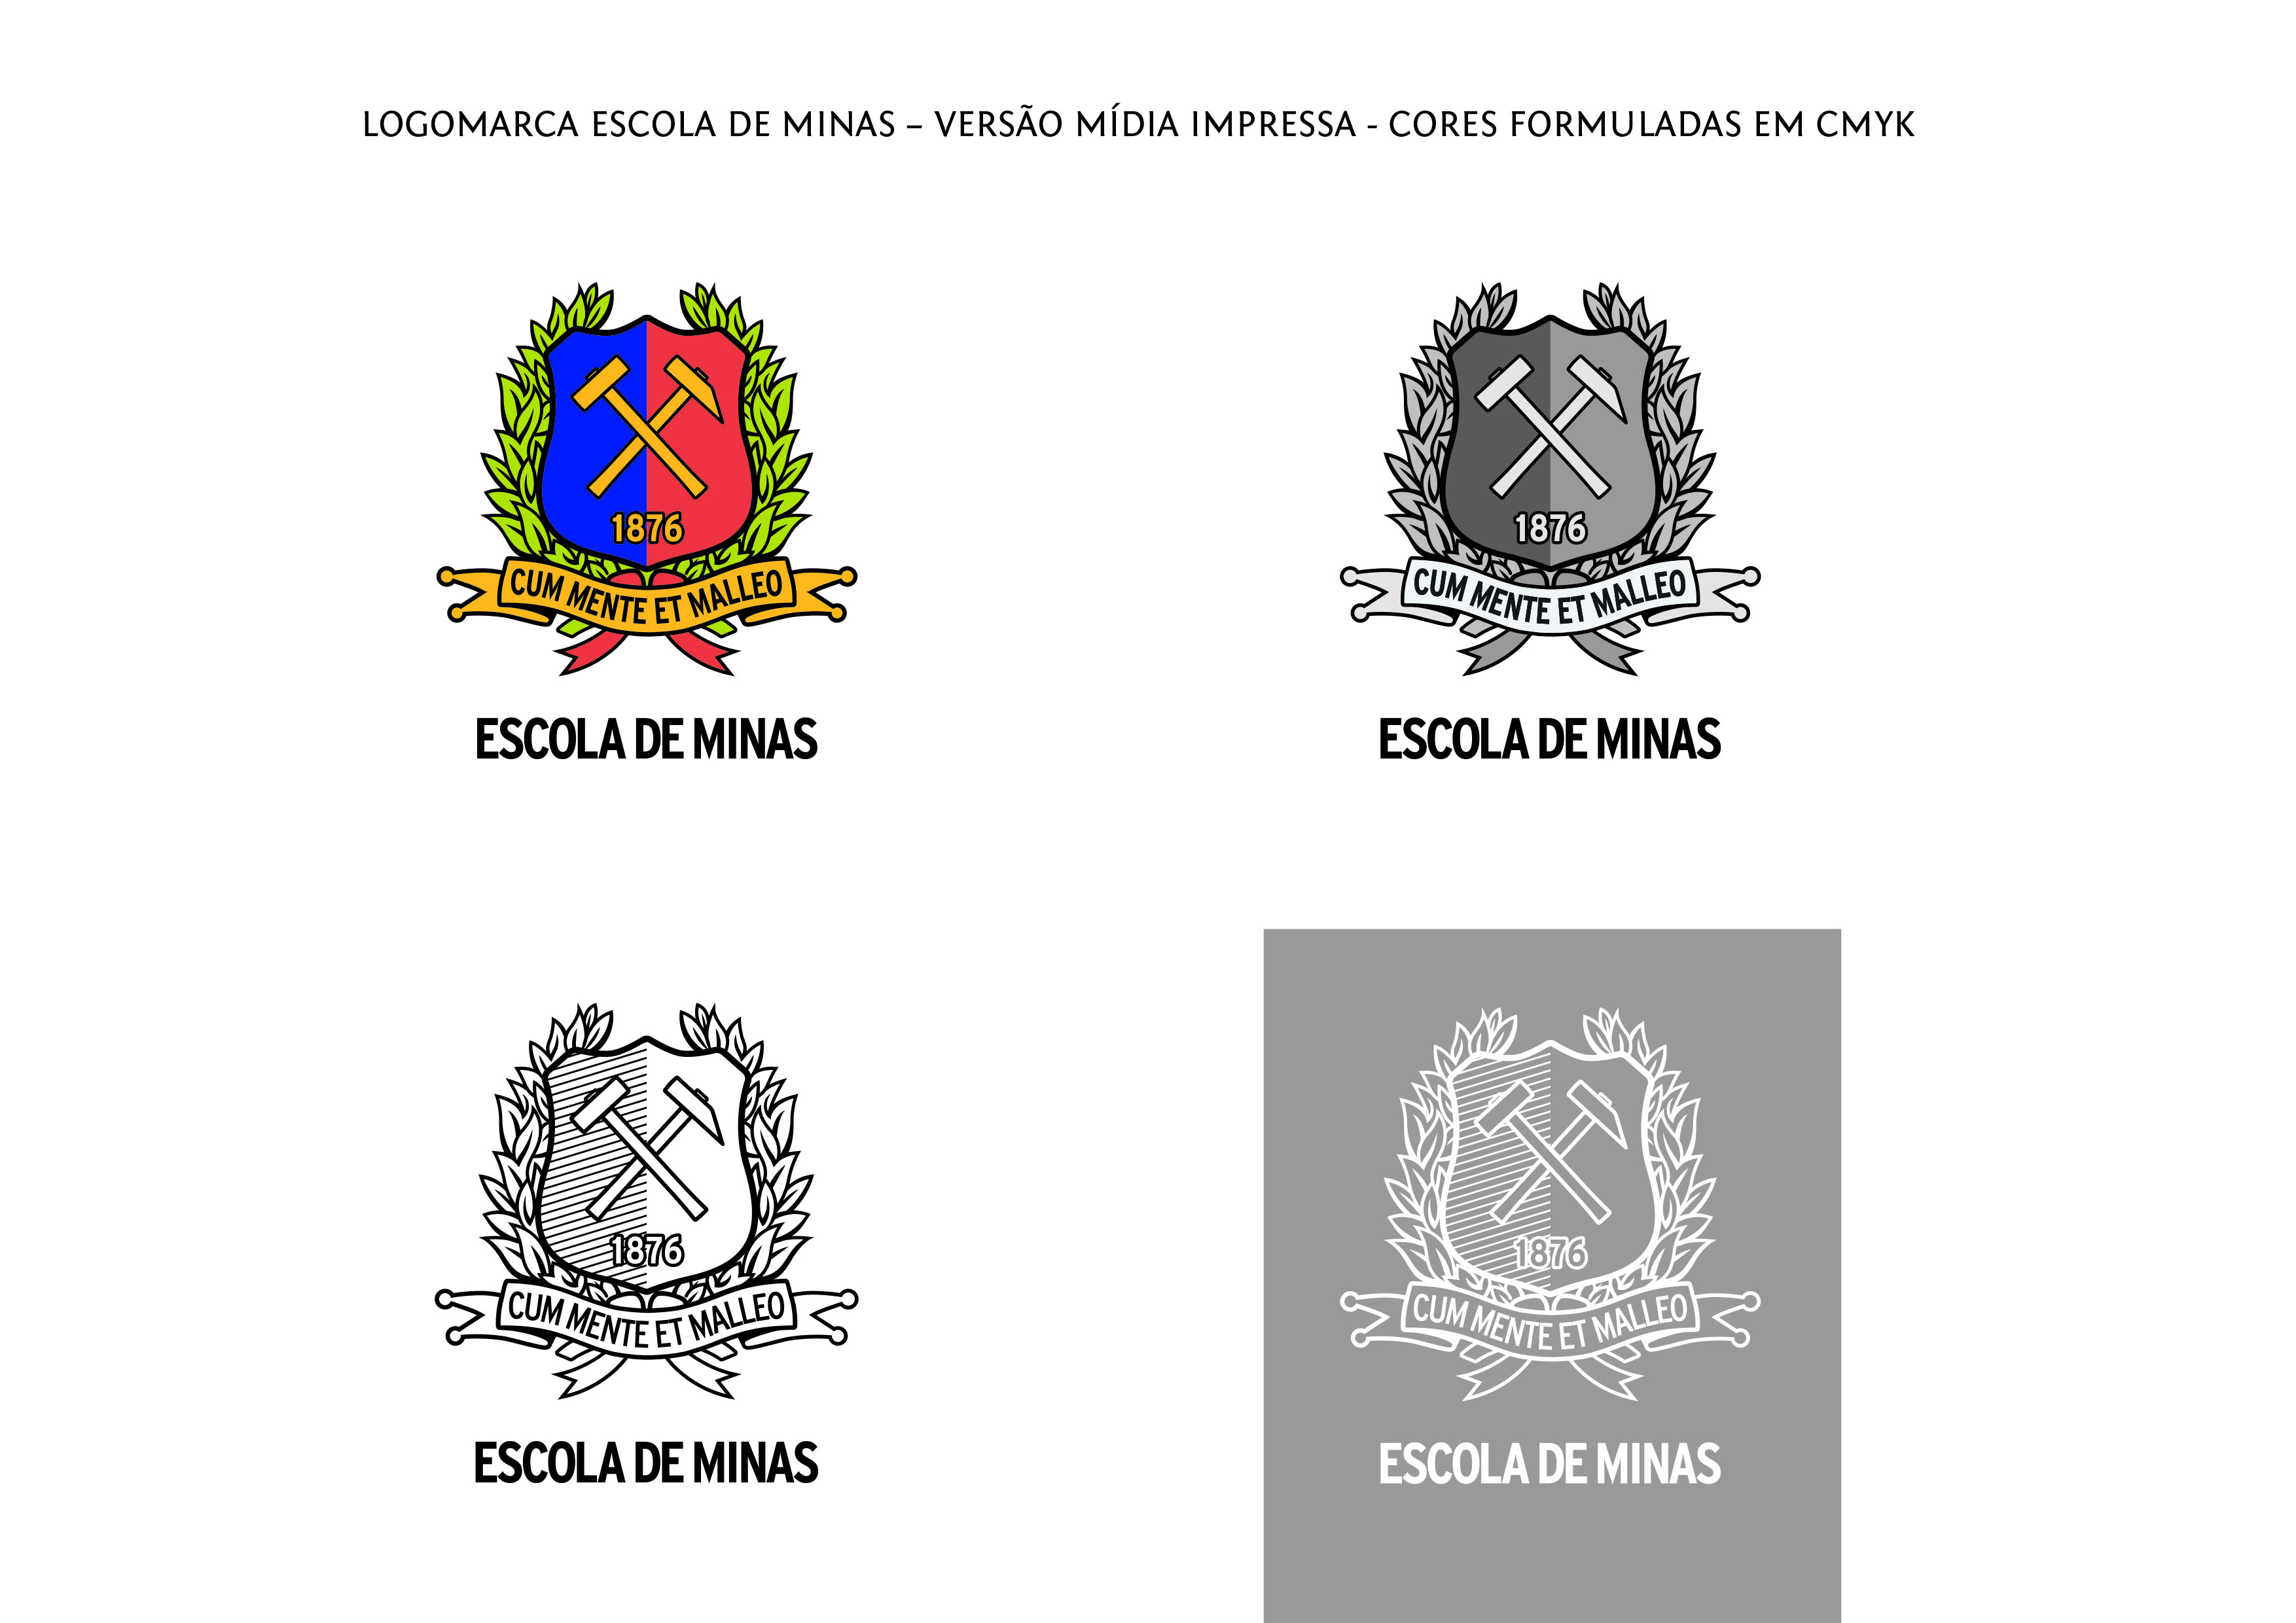 LOGOMARCA ESCOLA DE MINAS – VERSÃO MÍDIA IMPRESSA - CORES FORMULADAS EM CMYK
1876
CUM MENTE ET MALLEO
ESCOLA DE MINAS
1876
CUM MENTE ET MALLEO
ESCOLA DE MINAS
1876
CUM MENTE ET MALLEO
ESCOLA DE MINAS
1876
CUM MENTE ET MALLEO
ESCOLA DE MINAS